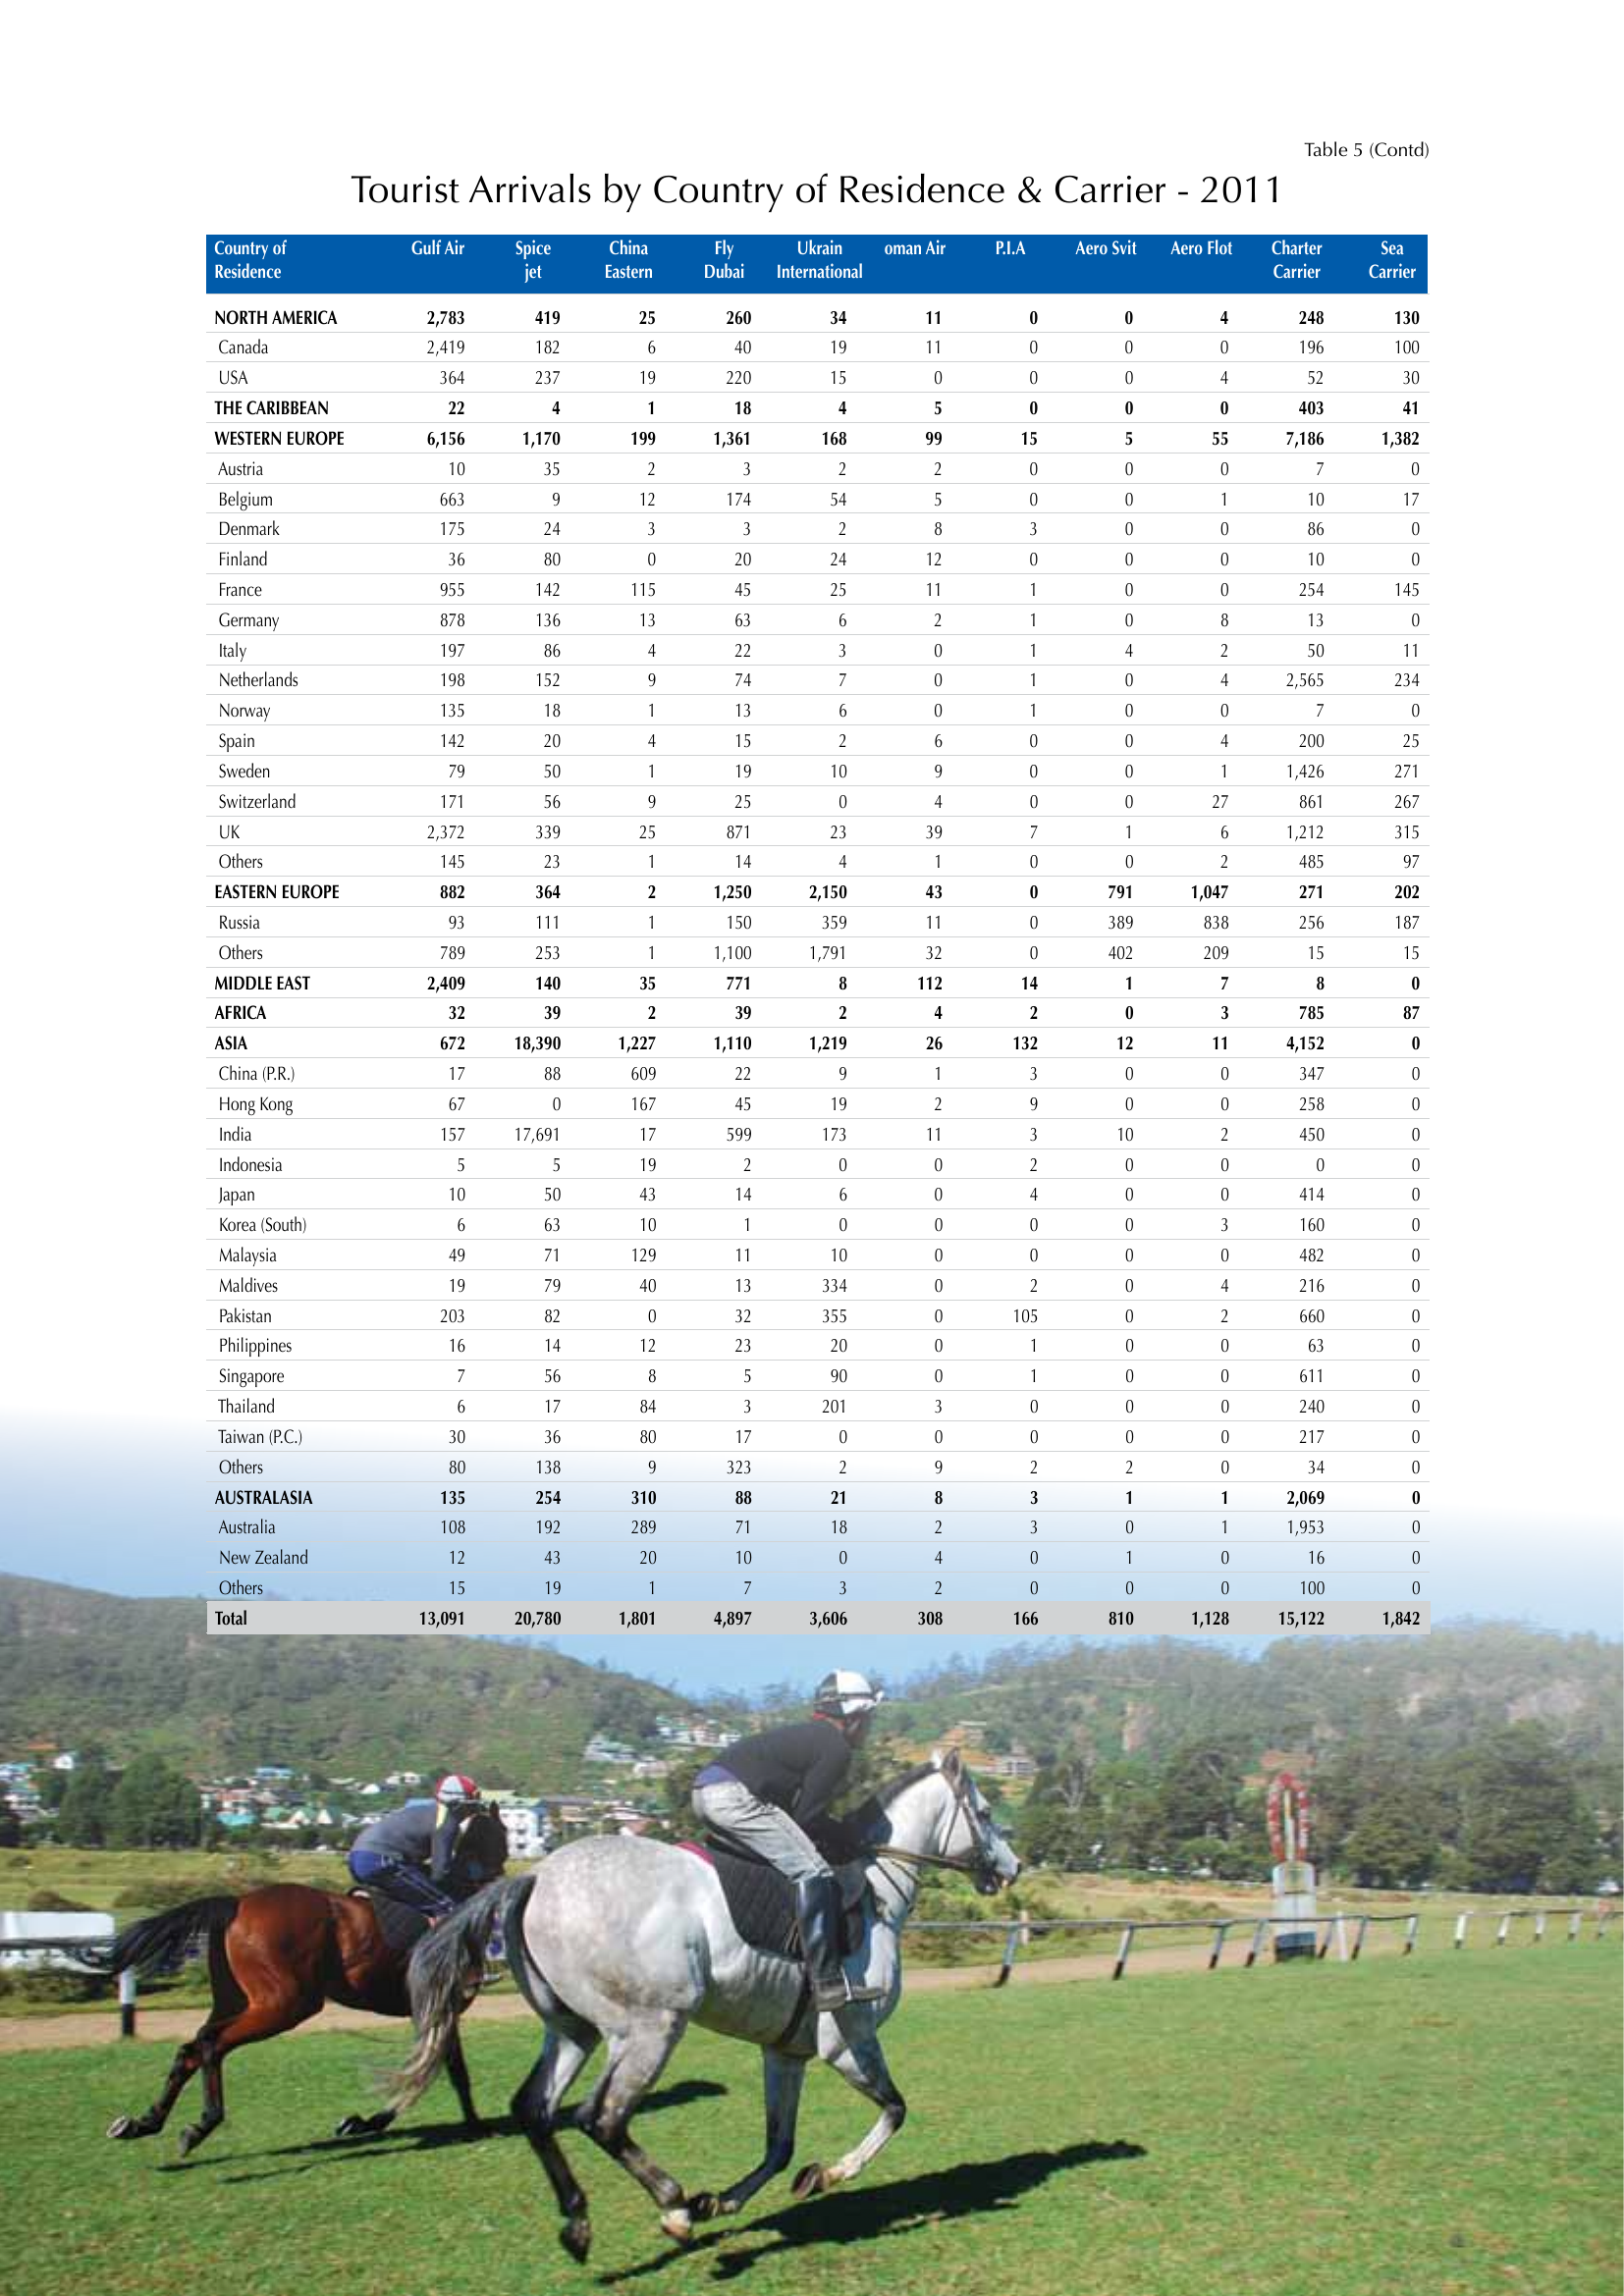 Table 5 (Contd)
Tourist Arrivals by Country of Residence & Carrier - 2011
Country of Gulf Air Spice China Fly Ukrain oman Air P.I.A Aero Svit Aero Flot Charter Sea
Residence jet Eastern Dubai International Carrier Carrier
NORTH AMERICA 2,783 419 25 260 34 11 0 0 4 248 130
Canada 2,419 182 6 40 19 11 0 0 0 196 100
USA 364 237 19 220 15 0 0 0 4 52 30
THE CARIBBEAN 22 4 1 18 4 5 0 0 0 403 41
WESTERN EUROPE 6,156 1,170 199 1,361 168 99 15 5 55 7,186 1,382
Austria 10 35 2 3 2 2 0 0 0 7 0
Belgium 663 9 12 174 54 5 0 0 1 10 17
Denmark 175 24 3 3 2 8 3 0 0 86 0
Finland 36 80 0 20 24 12 0 0 0 10 0
France 955 142 115 45 25 11 1 0 0 254 145
Germany 878 136 13 63 6 2 1 0 8 13 0
Italy 197 86 4 22 3 0 1 4 2 50 11
Netherlands 198 152 9 74 7 0 1 0 4 2,565 234
Norway 135 18 1 13 6 0 1 0 0 7 0
Spain 142 20 4 15 2 6 0 0 4 200 25
Sweden 79 50 1 19 10 9 0 0 1 1,426 271
Switzerland 171 56 9 25 0 4 0 0 27 861 267
UK 2,372 339 25 871 23 39 7 1 6 1,212 315
Others 145 23 1 14 4 1 0 0 2 485 97
EASTERN EUROPE 882 364 2 1,250 2,150 43 0 791 1,047 271 202
Russia 93 111 1 150 359 11 0 389 838 256 187
Others 789 253 1 1,100 1,791 32 0 402 209 15 15
MIDDLE EAST 2,409 140 35 771 8 112 14 1 7 8 0
AFRICA 32 39 2 39 2 4 2 0 3 785 87
ASIA 672 18,390 1,227 1,110 1,219 26 132 12 11 4,152 0
China (P.R.) 17 88 609 22 9 1 3 0 0 347 0
Hong Kong 67 0 167 45 19 2 9 0 0 258 0
India 157 17,691 17 599 173 11 3 10 2 450 0
Indonesia 5 5 19 2 0 0 2 0 0 0 0
Japan 10 50 43 14 6 0 4 0 0 414 0
Korea (South) 6 63 10 1 0 0 0 0 3 160 0
Malaysia 49 71 129 11 10 0 0 0 0 482 0
Maldives 19 79 40 13 334 0 2 0 4 216 0
Pakistan 203 82 0 32 355 0 105 0 2 660 0
Philippines 16 14 12 23 20 0 1 0 0 63 0
Singapore 7 56 8 5 90 0 1 0 0 611 0
Thailand 6 17 84 3 201 3 0 0 0 240 0
Taiwan (P.C.) 30 36 80 17 0 0 0 0 0 217 0
Others 80 138 9 323 2 9 2 2 0 34 0
AUSTRALASIA 135 254 310 88 21 8 3 1 1 2,069 0
Australia 108 192 289 71 18 2 3 0 1 1,953 0
New Zealand 12 43 20 10 0 4 0 1 0 16 0
Others 15 19 1 7 3 2 0 0 0 100 0
Total 13,091 20,780 1,801 4,897 3,606 308 166 810 1,128 15,122 1,842